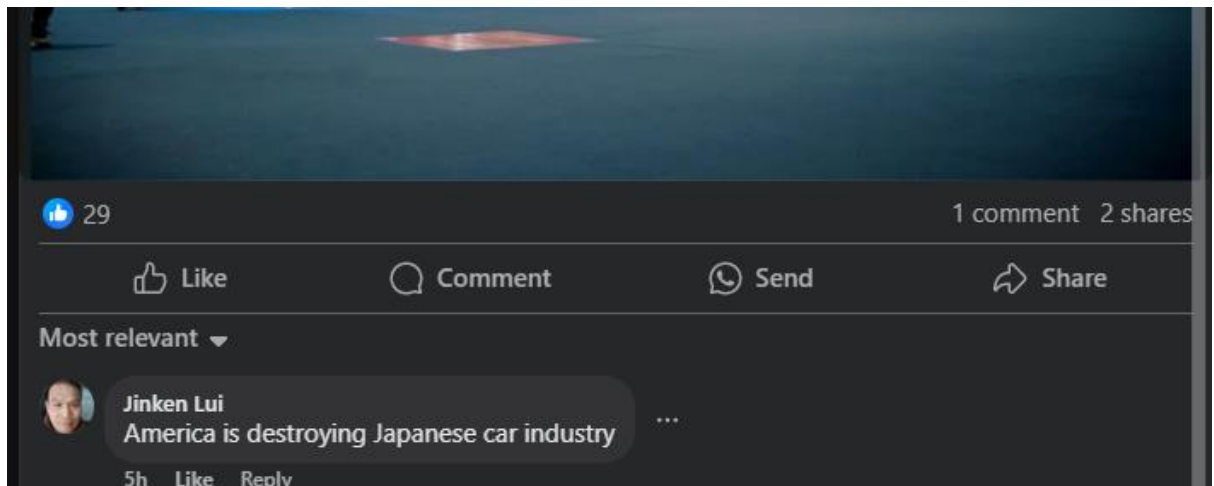 29
1 comment 2 shares
Like Comment Send Share
Most relevant
Jinken Lui
America is destroying Japanese car industry
5h Like Reply